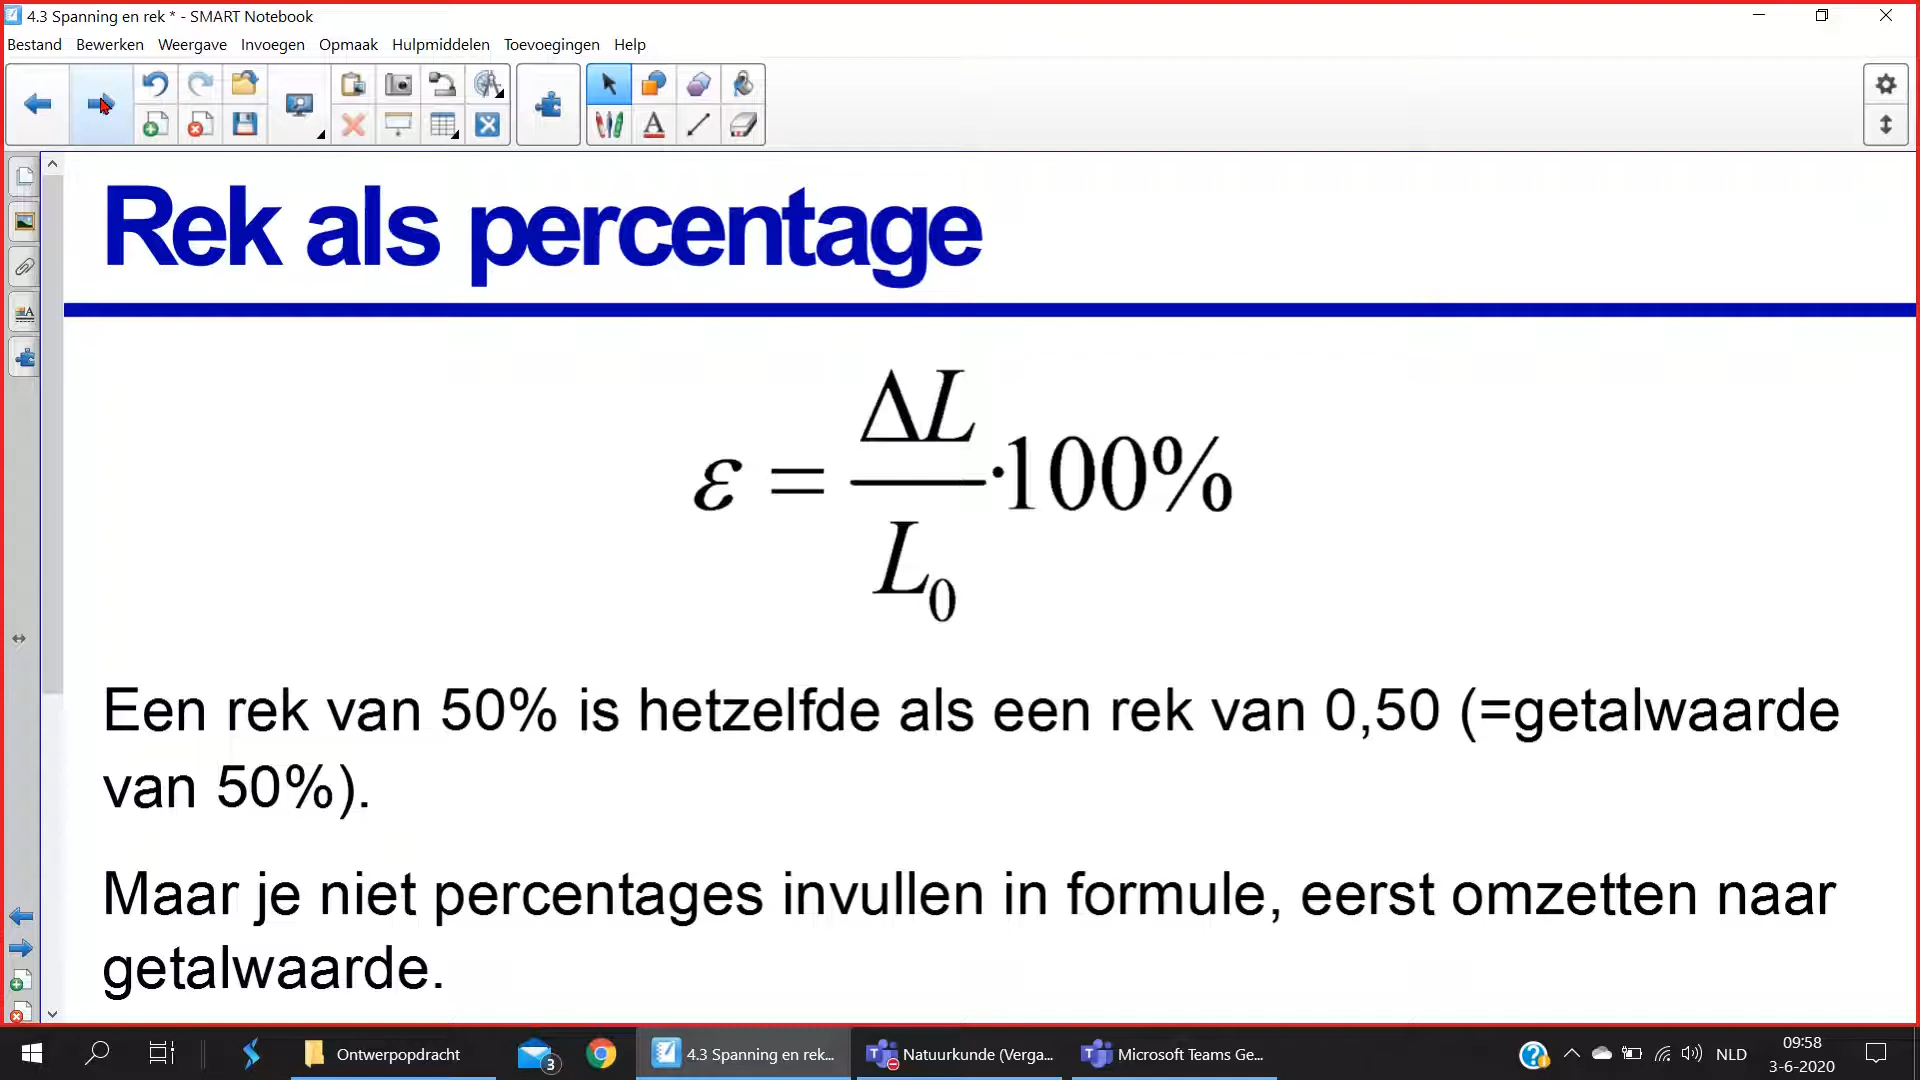 4.3 Spanning en rek * - SMART Notebook
Bestand Bewerken Weergave Invoegen Opmaak Hulpmiddelen Toevoegingen Help
Rek als percentage
ε = ΔL / L₀ · 100%
Een rek van 50% is hetzelfde als een rek van 0,50 (=getalwaarde
van 50%).
Maar je niet percentages invullen in formule, eerst omzetten naar
getalwaarde.
Ontwerpopdracht 3 4.3 Spanning en rek... Natuurkunde (Verga... Microsoft Teams Ge... NLD 09:58
3-6-2020